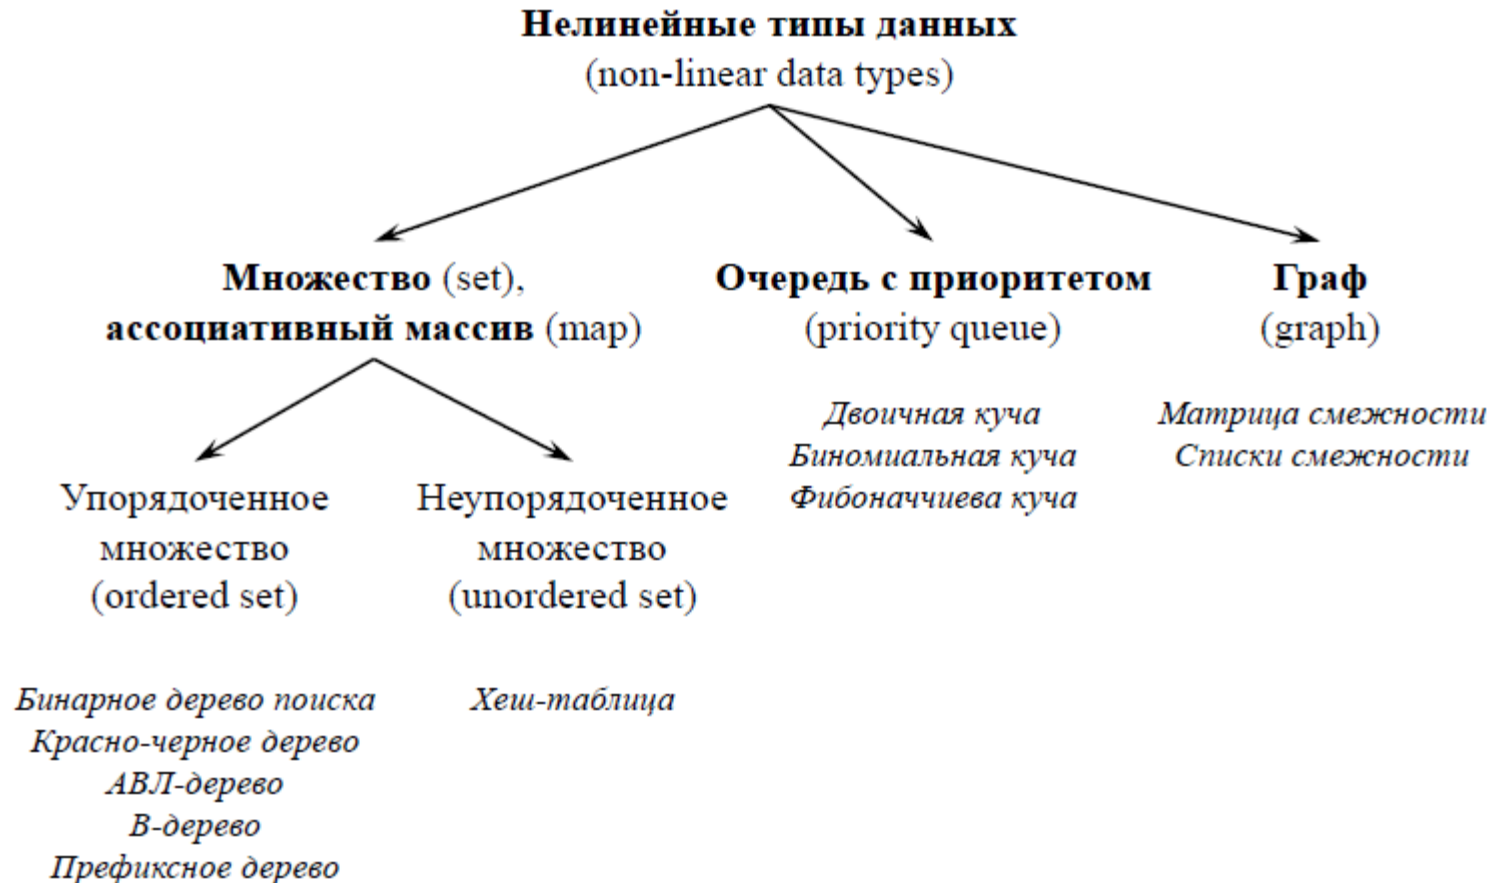 Нелинейные типы данных
(non-linear data types)
Множество (set),
ассоциативный массив (map)
Очередь с приоритетом
(priority queue)
Граф
(graph)
Двоичная куча
Биномиальная куча
Фибоначчиева куча
Матрица смежности
Списки смежности
Упорядоченное
множество
(ordered set)
Неупорядоченное
множество
(unordered set)
Бинарное дерево поиска
Красно-черное дерево
АВЛ-дерево
В-дерево
Префиксное дерево
Хеш-таблица